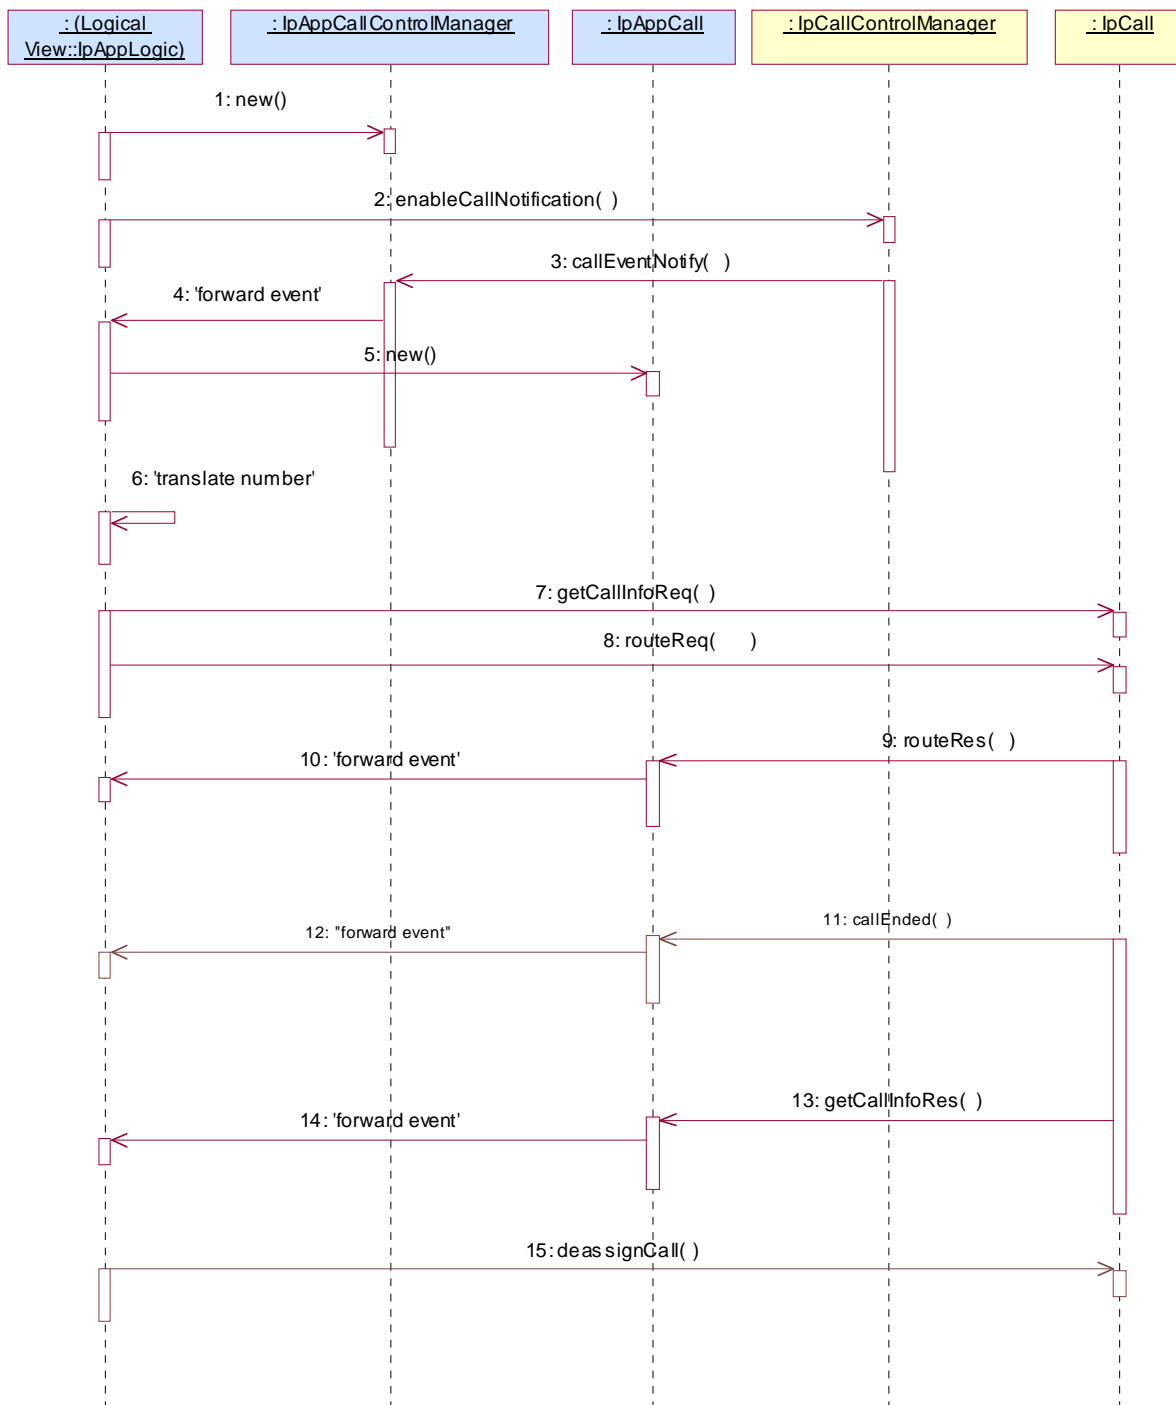 : (Logical
View::IpAppLogic)
: IpAppCallControlManager
: IpAppCall
: IpCallControlManager
: IpCall
1: new()
2: enableCallNotification( )
3: callEventNotify( )
4: 'forward event'
5: new()
6: 'translate number'
7: getCallInfoReq( )
8: routeReq( )
9: routeRes( )
10: 'forward event'
11: callEnded( )
12: "forward event"
13: getCallInfoRes( )
14: 'forward event'
15: deassignCall( )